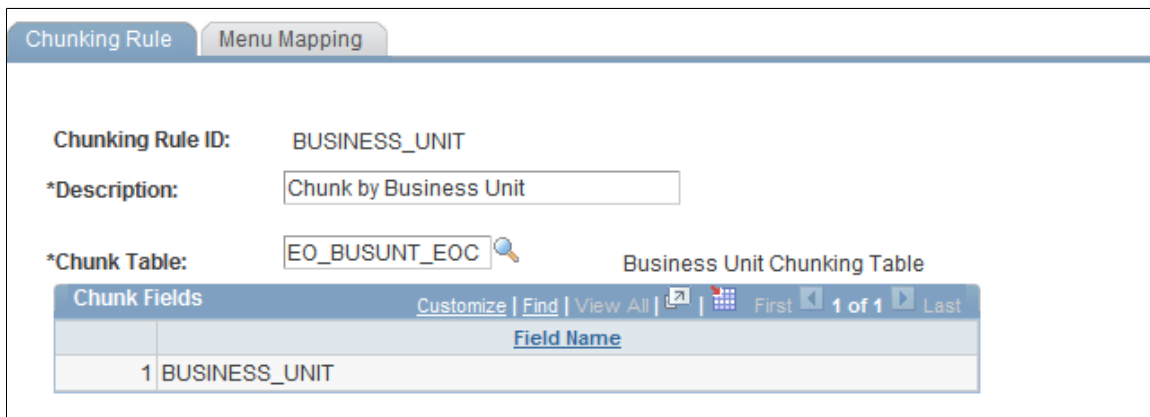 Chunking Rule Menu Mapping
Chunking Rule ID: BUSINESS_UNIT
*Description: Chunk by Business Unit
*Chunk Table: EO_BUSUNT_EOC Business Unit Chunking Table
Chunk Fields Customize | Find | View All | | First 1 of 1 Last
Field Name
1 BUSINESS_UNIT